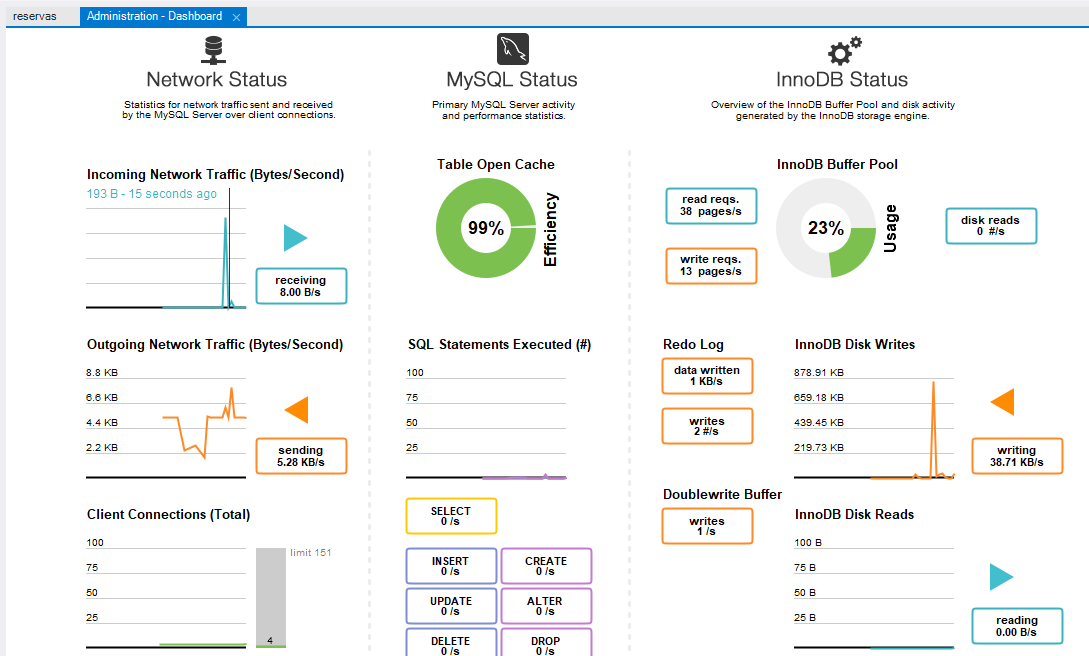 reservas
Administration - Dashboard
Network Status
Statistics for network traffic sent and received
by the MySQL Server over client connections.
Incoming Network Traffic (Bytes/Second)
193 B - 15 seconds ago
receiving
8.00 B/s
Outgoing Network Traffic (Bytes/Second)
8.8 KB
6.6 KB
4.4 KB
2.2 KB
sending
5.28 KB/s
Client Connections (Total)
100
75
50
25
limit 151
4
MySQL Status
Primary MySQL Server activity
and performance statistics.
Table Open Cache
99%
Efficiency
SQL Statements Executed (#)
100
75
50
25
SELECT
0 /s
INSERT
0 /s
CREATE
0 /s
UPDATE
0 /s
ALTER
0 /s
DELETE
0 /s
DROP
0 /s
InnoDB Status
Overview of the InnoDB Buffer Pool and disk activity
generated by the InnoDB storage engine.
InnoDB Buffer Pool
read reqs.
38 pages/s
write reqs.
13 pages/s
23%
Usage
disk reads
0 #/s
Redo Log
data written
1 KB/s
writes
2 #/s
Doublewrite Buffer
writes
1 /s
InnoDB Disk Writes
878.91 KB
659.18 KB
439.45 KB
219.73 KB
writing
38.71 KB/s
InnoDB Disk Reads
100 B
75 B
50 B
25 B
reading
0.00 B/s